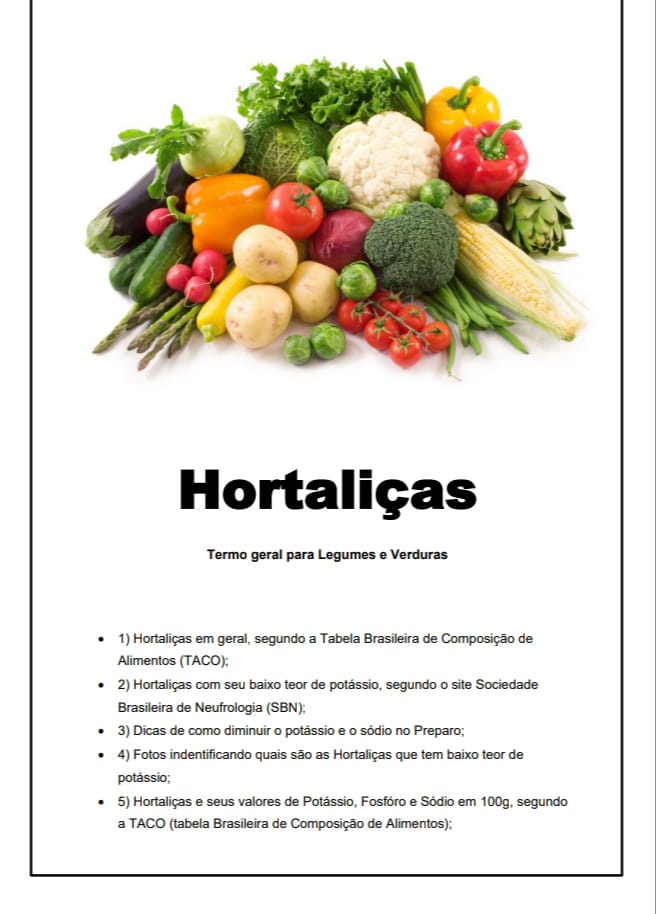 Hortaliças
Termo geral para Legumes e Verduras
• 1) Hortaliças em geral, segundo a Tabela Brasileira de Composição de
Alimentos (TACO);
• 2) Hortaliças com seu baixo teor de potássio, segundo o site Sociedade
Brasileira de Neufrologia (SBN);
• 3) Dicas de como diminuir o potássio e o sódio no Preparo;
• 4) Fotos indentificando quais são as Hortaliças que tem baixo teor de
potássio;
• 5) Hortaliças e seus valores de Potássio, Fosfóro e Sódio em 100g, segundo
a TACO (tabela Brasileira de Composição de Alimentos);